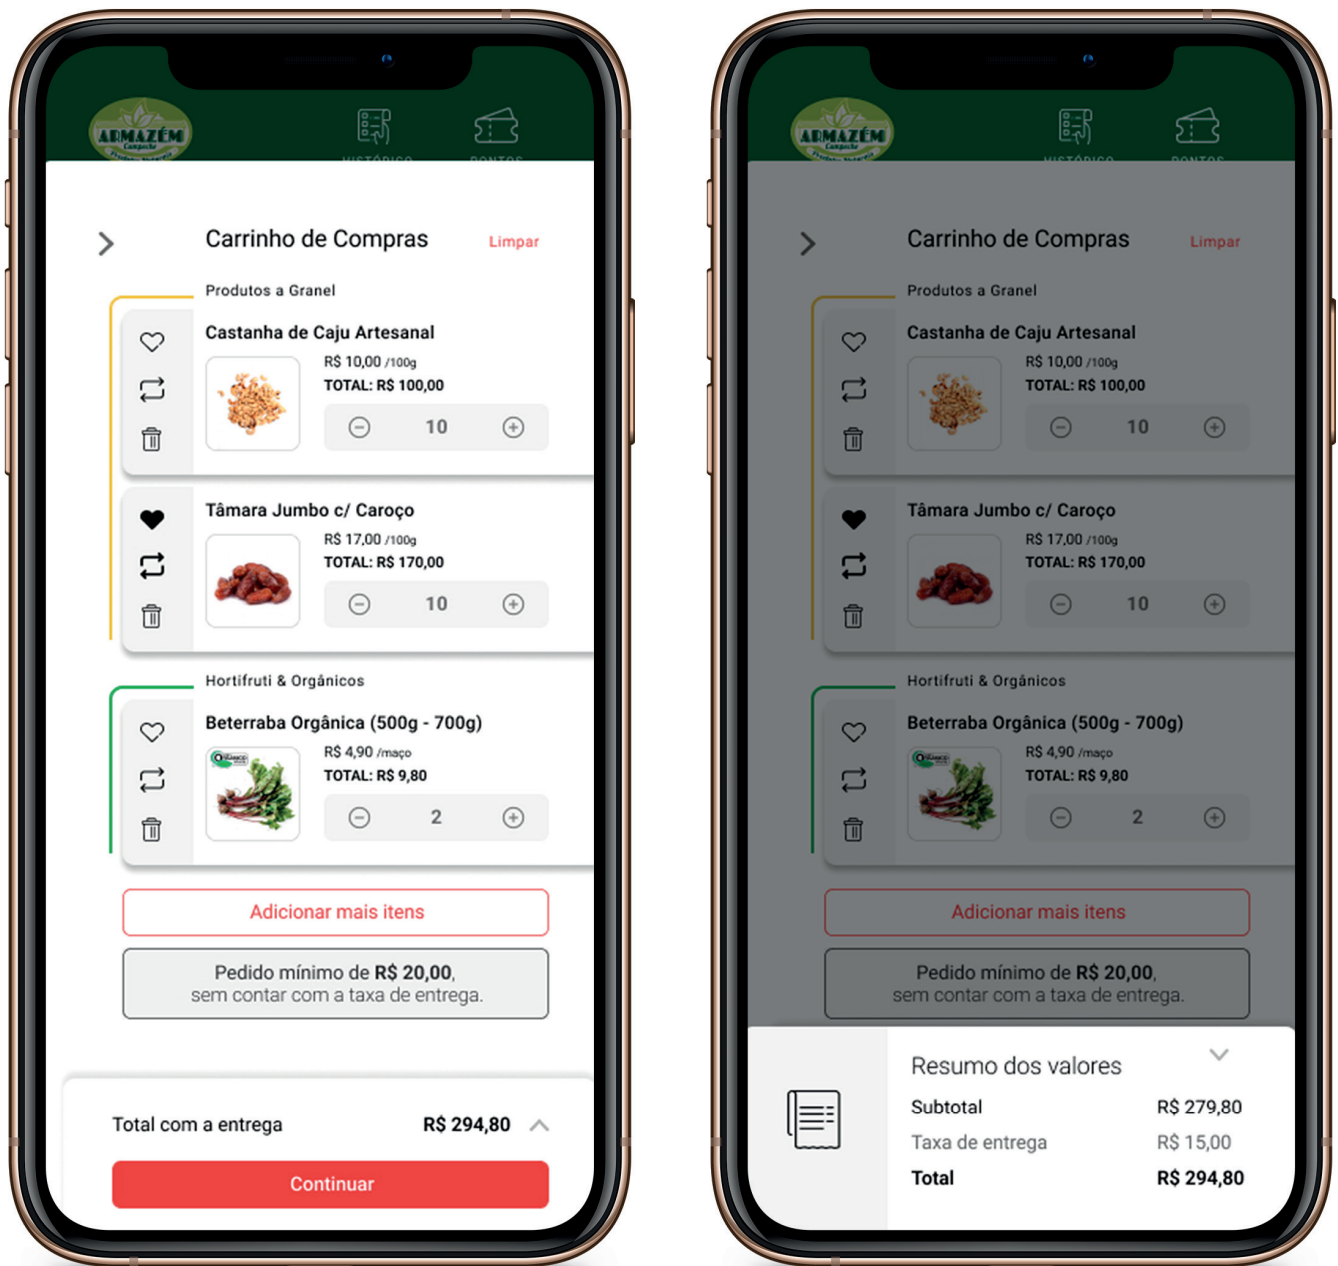 ARMAZÉM
Campeche
HISTÓRICO
PONTOS
Carrinho de Compras
Limpar
Produtos a Granel
Castanha de Caju Artesanal
R$ 10,00 /100g
TOTAL: R$ 100,00
10
Tâmara Jumbo c/ Caroço
R$ 17,00 /100g
TOTAL: R$ 170,00
10
Hortifruti & Orgânicos
Beterraba Orgânica (500g - 700g)
R$ 4,90 /maço
TOTAL: R$ 9,80
2
Adicionar mais itens
Pedido mínimo de R$ 20,00,
sem contar com a taxa de entrega.
Total com a entrega
R$ 294,80
Continuar
ARMAZÉM
Campeche
HISTÓRICO
PONTOS
Carrinho de Compras
Limpar
Produtos a Granel
Castanha de Caju Artesanal
R$ 10,00 /100g
TOTAL: R$ 100,00
10
Tâmara Jumbo c/ Caroço
R$ 17,00 /100g
TOTAL: R$ 170,00
10
Hortifruti & Orgânicos
Beterraba Orgânica (500g - 700g)
R$ 4,90 /maço
TOTAL: R$ 9,80
2
Adicionar mais itens
Pedido mínimo de R$ 20,00,
sem contar com a taxa de entrega.
Resumo dos valores
Subtotal R$ 279,80
Taxa de entrega R$ 15,00
Total R$ 294,80